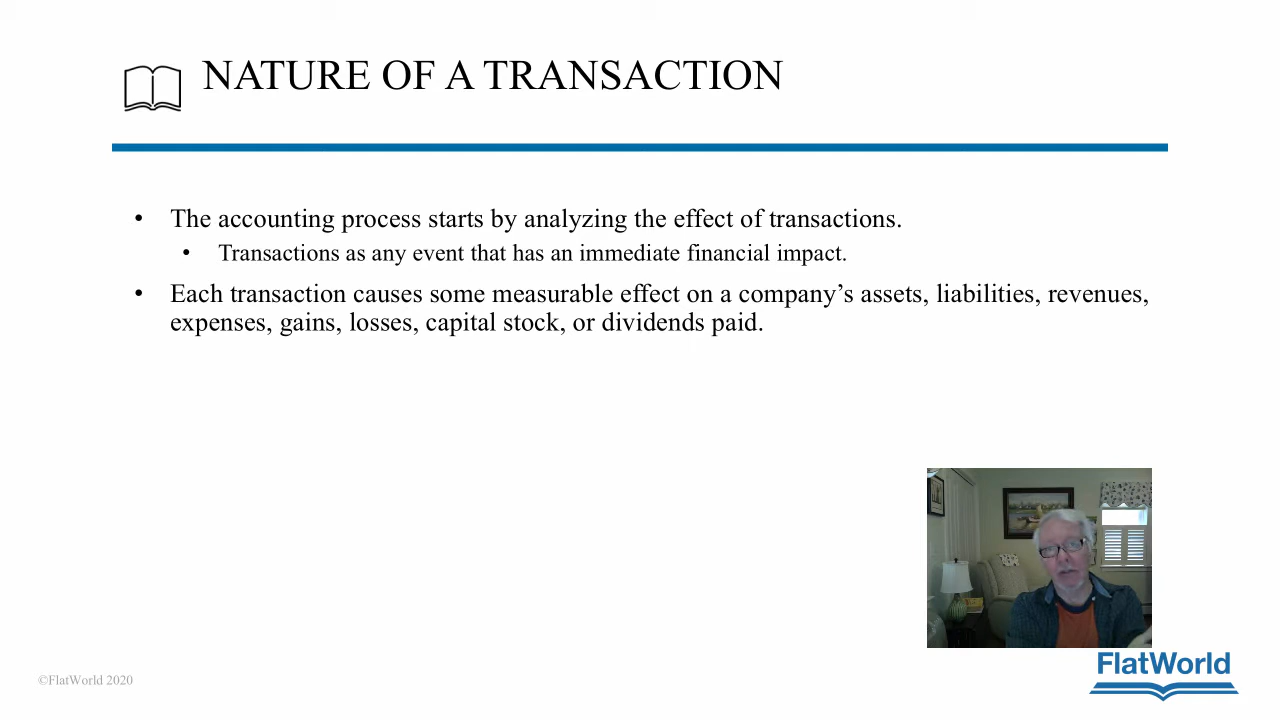 NATURE OF A TRANSACTION
• The accounting process starts by analyzing the effect of transactions.
• Transactions as any event that has an immediate financial impact.
• Each transaction causes some measurable effect on a company’s assets, liabilities, revenues,
expenses, gains, losses, capital stock, or dividends paid.
©FlatWorld 2020
FlatWorld